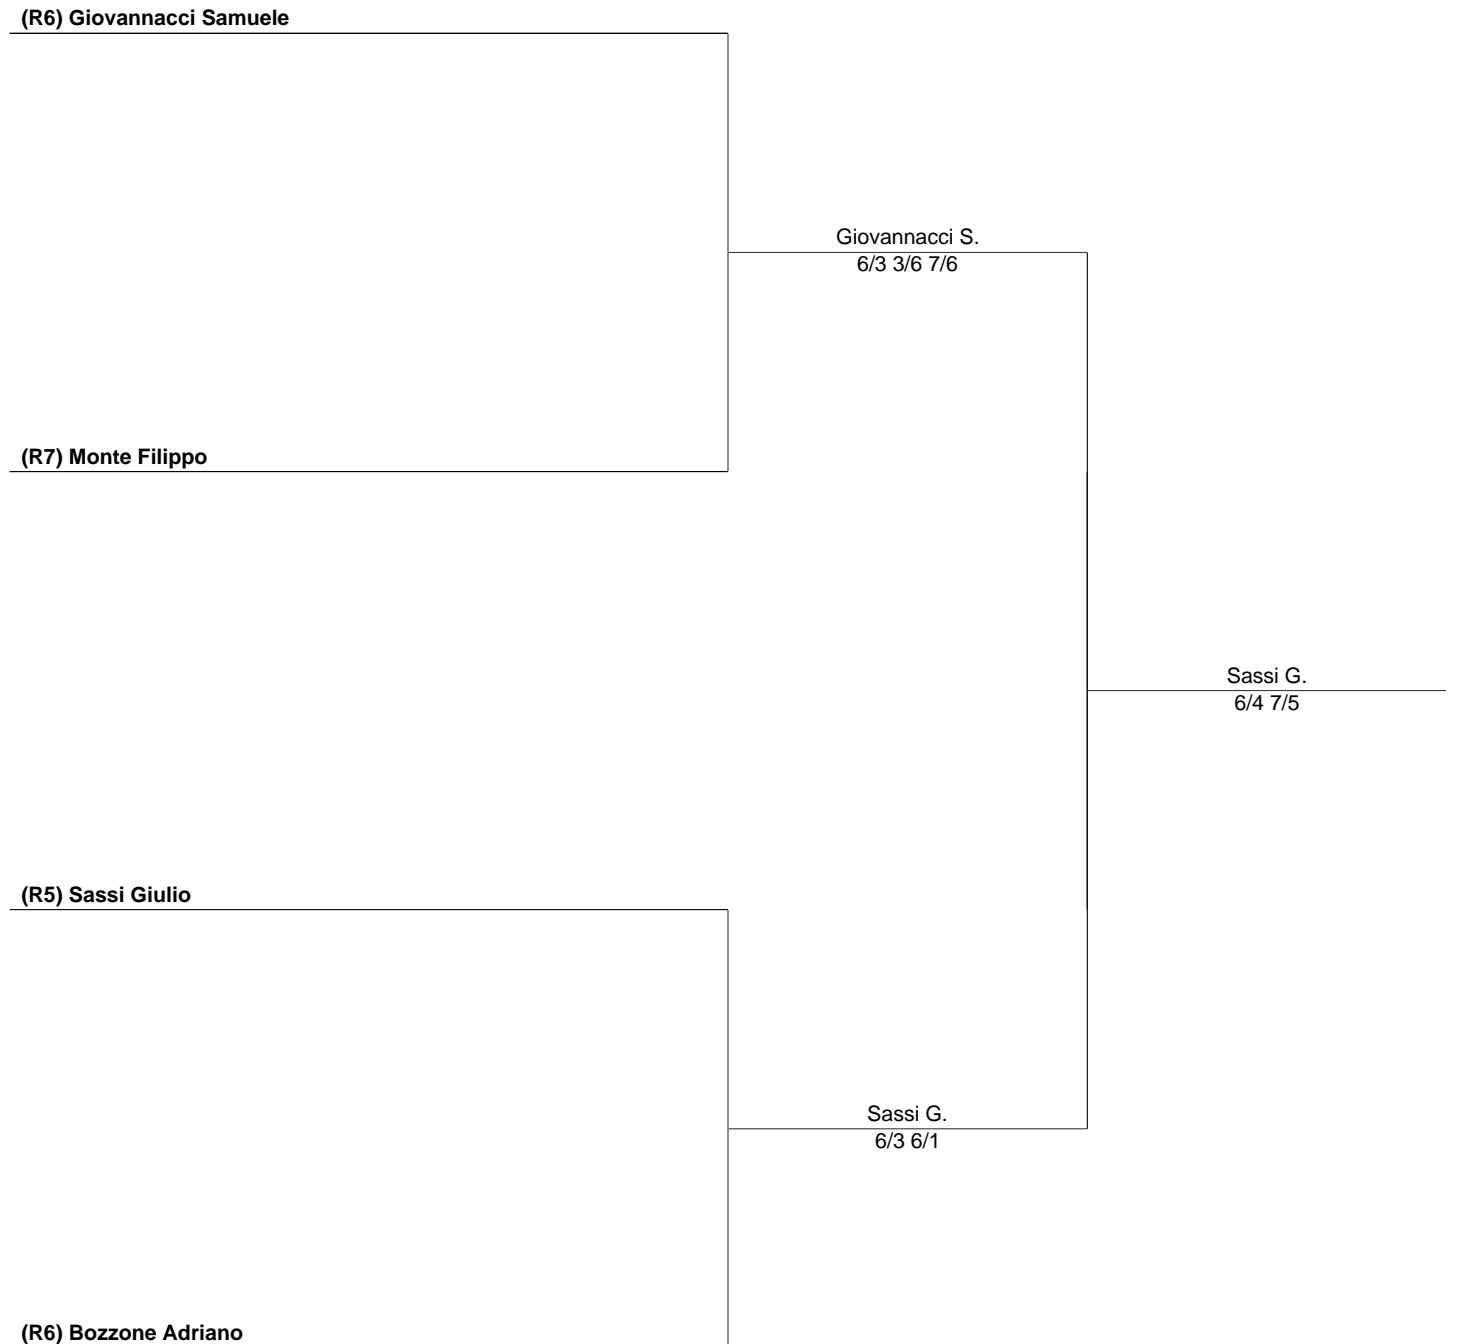 (R6) Giovannacci Samuele
Giovannacci S.
6/3 3/6 7/6
(R7) Monte Filippo
Sassi G.
6/4 7/5
(R5) Sassi Giulio
Sassi G.
6/3 6/1
(R6) Bozzone Adriano